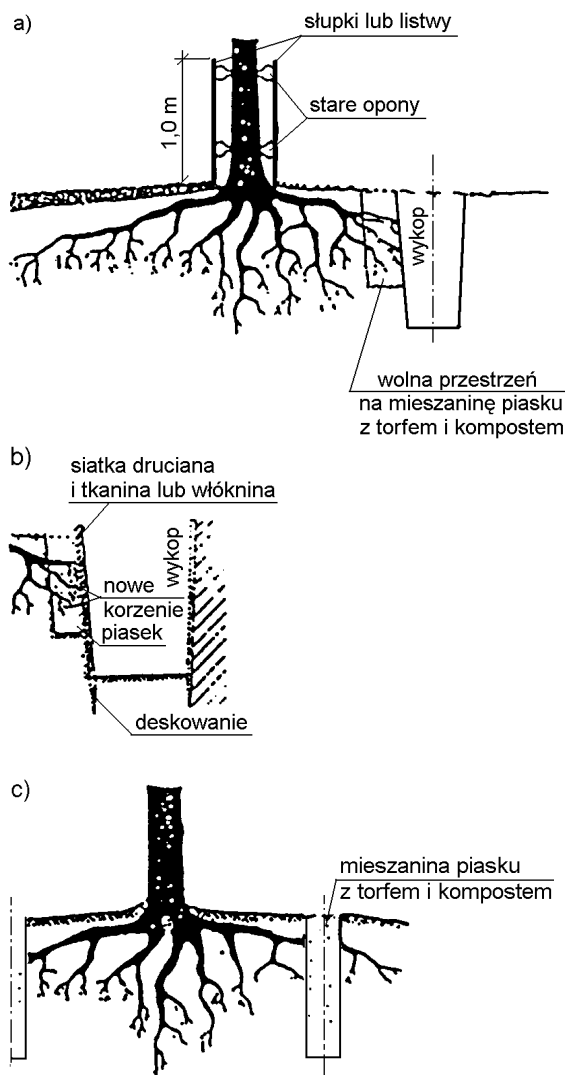 a)
słupki lub listwy
stare opony
1,0 m
wykop
wolna przestrzeń
na mieszaninę piasku
z torfem i kompostem
b)
siatka druciana
i tkanina lub włóknina
wykop
nowe
korzenie
piasek
deskowanie
c)
mieszanina piasku
z torfem i kompostem